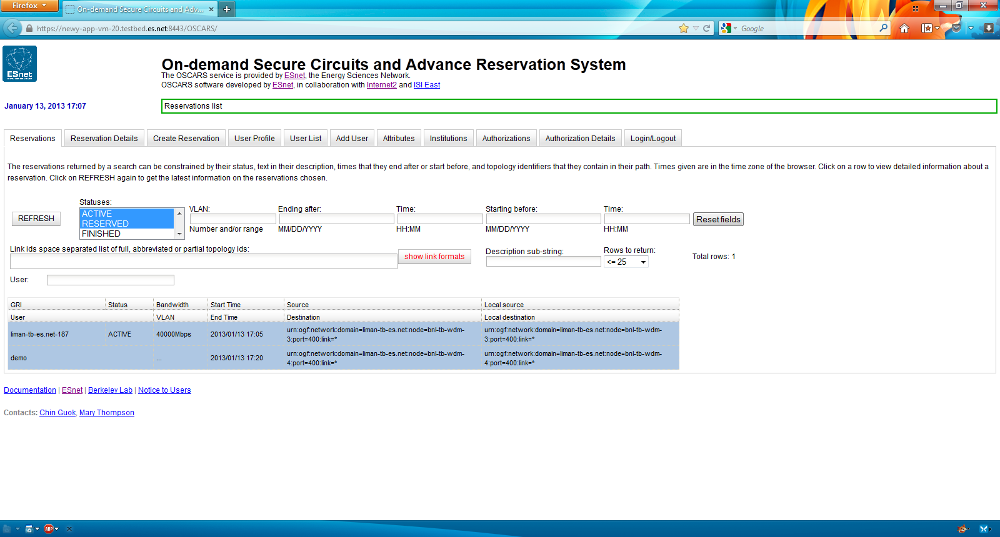 Firefox
On-demand Secure Circuits and Adv...
https://newy-app-vm-20.testbed.es.net:8443/OSCARS/
Google
ESnet
On-demand Secure Circuits and Advance Reservation System
The OSCARS service is provided by ESnet, the Energy Sciences Network.
OSCARS software developed by ESnet, in collaboration with Internet2 and ISI East
January 13, 2013 17:07
Reservations list
Reservations Reservation Details Create Reservation User Profile User List Add User Attributes Institutions Authorizations Authorization Details Login/Logout
The reservations returned by a search can be constrained by their status, text in their description, times that they end after or start before, and topology identifiers that they contain in their path. Times given are in the time zone of the browser. Click on a row to view detailed information about a
reservation. Click on REFRESH again to get the latest information on the reservations chosen.
Statuses:
VLAN: Ending after: Time: Starting before: Time:
REFRESH
ACTIVE
RESERVED
FINISHED
Reset fields
Number and/or range MM/DD/YYYY HH:MM MM/DD/YYYY HH:MM
Link ids space separated list of full, abbreviated or partial topology ids:
show link formats
Description sub-string:
Rows to return:
<= 25
Total rows: 1
User:
GRI Status Bandwidth Start Time Source Local source
User VLAN End Time Destination Local destination
liman-tb-es.net-187 ACTIVE 40000Mbps 2013/01/13 17:05 urn:ogf:network:domain=liman-tb-es.net:node=bnl-tb-wdm- urn:ogf:network:domain=liman-tb-es.net:node=bnl-tb-wdm-
3:port=400:link=* 3:port=400:link=*
demo ... 2013/01/13 17:20 urn:ogf:network:domain=liman-tb-es.net:node=bnl-tb-wdm- urn:ogf:network:domain=liman-tb-es.net:node=bnl-tb-wdm-
4:port=400:link=* 4:port=400:link=*
Documentation | ESnet | Berkeley Lab | Notice to Users
Contacts: Chin Guok, Mary Thompson
ABP